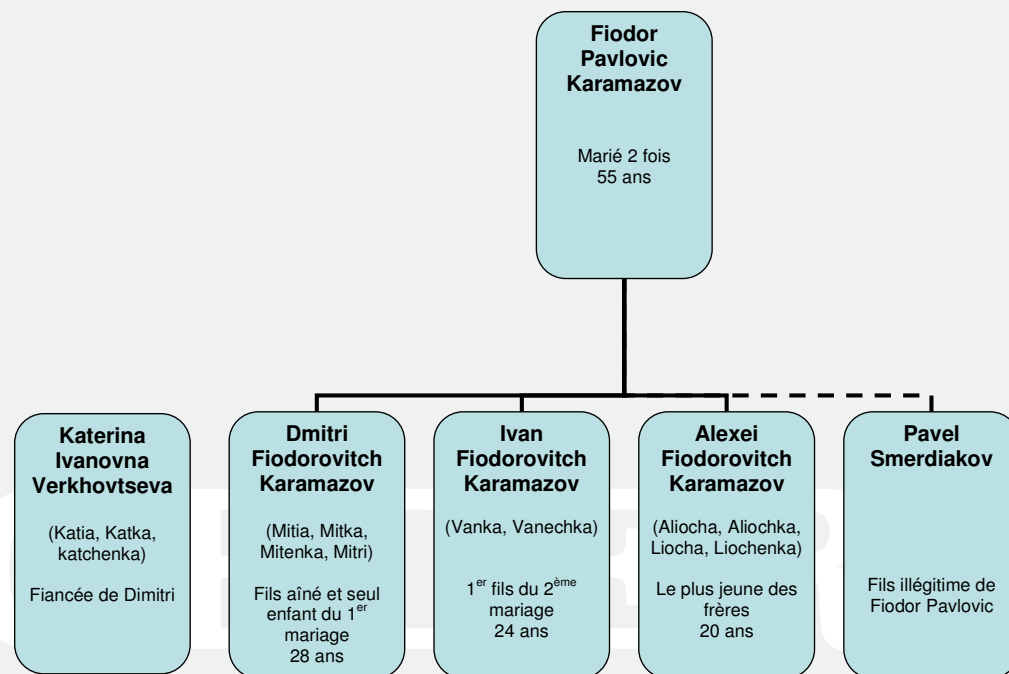 Fiodor
Pavlovic
Karamazov
Marié 2 fois
55 ans
Katerina
Ivanovna
Verkhovtseva
(Katia, Katka,
katchenka)
Fiancée de Dimitri
Dmitri
Fiodorovitch
Karamazov
(Mitia, Mitka,
Mitenka, Mitri)
Fils aîné et seul
enfant du 1er
mariage
28 ans
Ivan
Fiodorovitch
Karamazov
(Vanka, Vanechka)
1er fils du 2ème
mariage
24 ans
Alexei
Fiodorovitch
Karamazov
(Aliocha, Aliochka,
Liocha, Liochenka)
Le plus jeune des
frères
20 ans
Pavel
Smerdiakov
Fils illégitime de
Fiodor Pavlovic